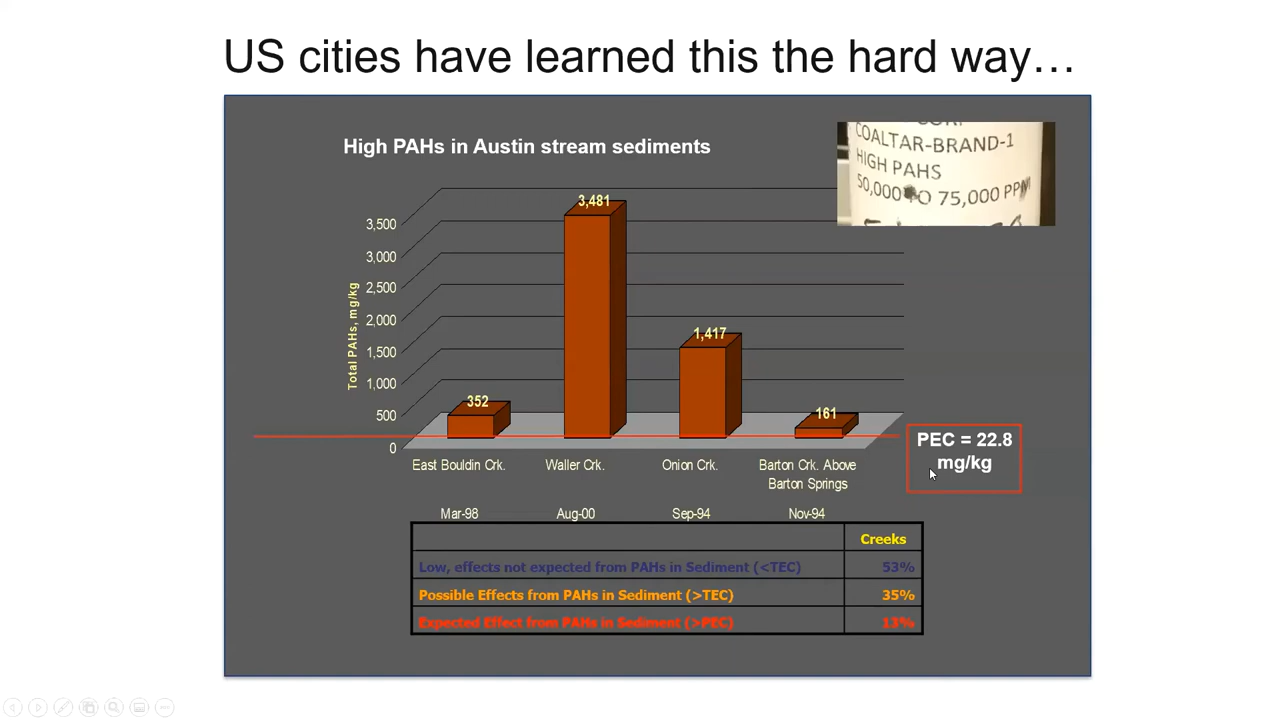 US cities have learned this the hard way…
High PAHs in Austin stream sediments
COALTAR-BRAND-1
HIGH PAHS
50,000 TO 75,000 PPM
Total PAHs, mg/kg
3,500
3,000
2,500
2,000
1,500
1,000
500
0
352
3,481
1,417
161
PEC = 22.8
mg/kg
East Bouldin Crk.
Waller Crk.
Onion Crk.
Barton Crk. Above
Barton Springs
Mar-98
Aug-00
Sep-94
Nov-94
Creeks
Low, effects not expected from PAHs in Sediment (<TEC) 53%
Possible Effects from PAHs in Sediment (>TEC) 35%
Expected Effect from PAHs in Sediment (>PEC) 13%